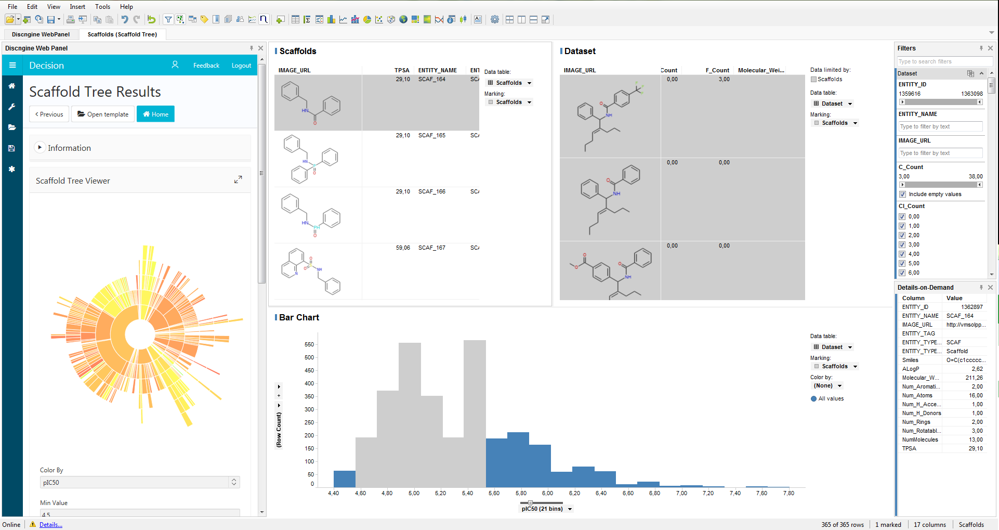 File Edit View Insert Tools Help
Discngine WebPanel
Scaffolds (Scaffold Tree)
Discngine Web Panel
Decision
Feedback
Logout
Scaffold Tree Results
Previous
Open template
Home
Information
Scaffold Tree Viewer
Color By
pIC50
Min Value
4.5
Scaffolds
IMAGE_URL TPSA ENTITY_NAME ENT
29,10 SCAF_164 SCA
NH
O
29,10 SCAF_165 SCA
HN
P
O
29,10 SCAF_166 SCA
HN
PH
O
59,06 SCAF_167 SCA
O
S
O
NH
N
Data table:
Scaffolds
Marking:
Scaffolds
Dataset
IMAGE_URL Count F_Count Molecular_Wei...
0,00 3,00
F
F
F
O
NH
0,00 0,00
O
NH
0,00 0,00
O
O
O
NH
Data limited by:
Scaffolds
Data table:
Dataset
Marking:
Scaffolds
Bar Chart
(Row Count)
550
500
450
400
350
300
250
200
150
100
50
0
4,40 4,60 4,80 5,00 5,20 5,40 5,60 5,80 6,00 6,20 6,40 6,60 6,80 7,00 7,20 7,40 7,60 7,80
pIC50 (21 bins)
Data table:
Dataset
Marking:
Scaffolds
Color by:
(None)
All values
Filters
Type to search filters
Dataset
ENTITY_ID
1359616 1363098
ENTITY_NAME
Type to filter by text
IMAGE_URL
Type to filter by text
C_Count
3,00 38,00
Include empty values
Cl_Count
0,00
1,00
2,00
3,00
4,00
5,00
6,00
Details-on-Demand
Column Value
ENTITY_ID 1362897
ENTITY_NAME SCAF_164
IMAGE_URL http://vmsolpp...
ENTITY_TAG
ENTITY_TYPE... SCAF
ENTITY_TYPE... Scaffold
Smiles O=C(c1ccccc...
ALogP 2,62
Molecular_W... 211,26
Num_Aromati... 2,00
Num_Atoms 16,00
Num_H_Acce... 1,00
Num_H_Donors 1,00
Num_Rings 2,00
Num_Rotatabl... 3,00
NumMolecules 13,00
TPSA 29,10
Online
Details...
365 of 365 rows
1 marked
17 columns
Scaffolds